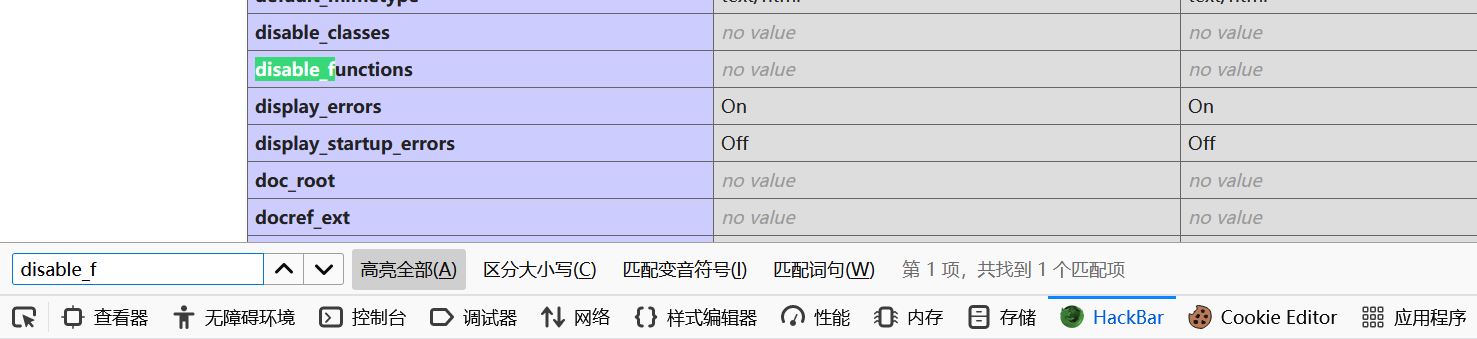 disable_classes no value no value
disable_functions no value no value
display_errors On On
display_startup_errors Off Off
doc_root no value no value
docref_ext no value no value
disable_f 高亮全部(A) 区分大小写(C) 匹配变音符号(I) 匹配词句(W) 第 1 项，共找到 1 个匹配项
查看器 无障碍环境 控制台 调试器 网络 样式编辑器 性能 内存 存储 HackBar Cookie Editor 应用程序